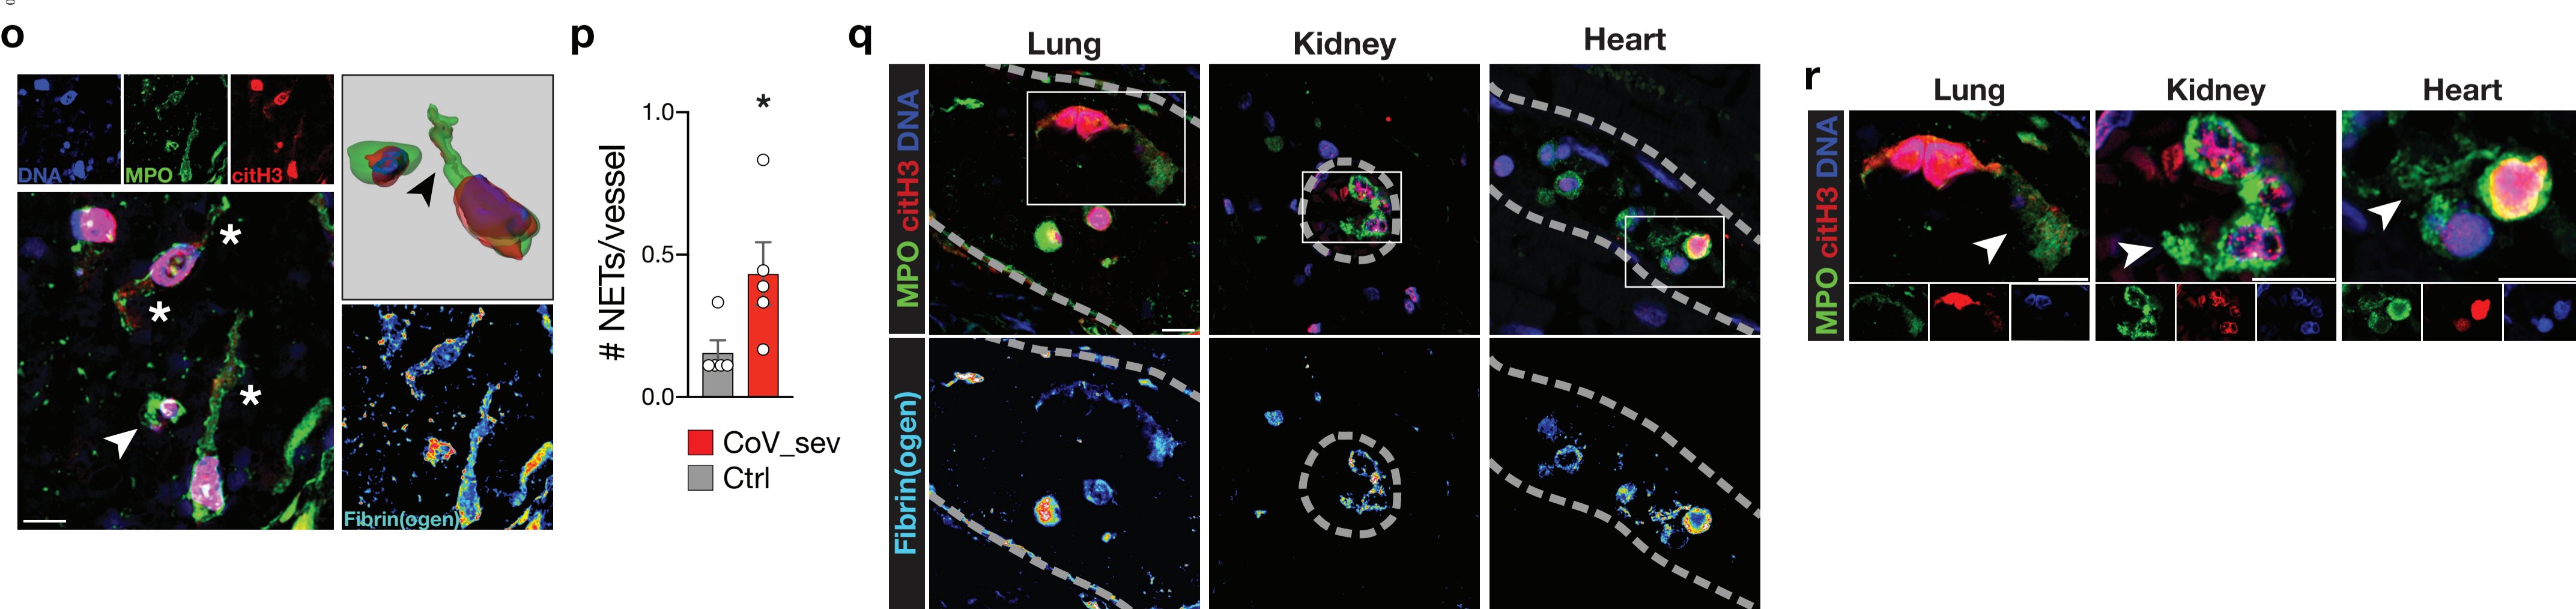 o
DNA
MPO
citH3
*
*
*
Fibrin(ogen)
p
# NETs/vessel
1.0
0.5
0.0
*
CoV_sev
Ctrl
q
Lung
Kidney
Heart
MPO citH3 DNA
Fibrin(ogen)
r
Lung
Kidney
Heart
MPO citH3 DNA